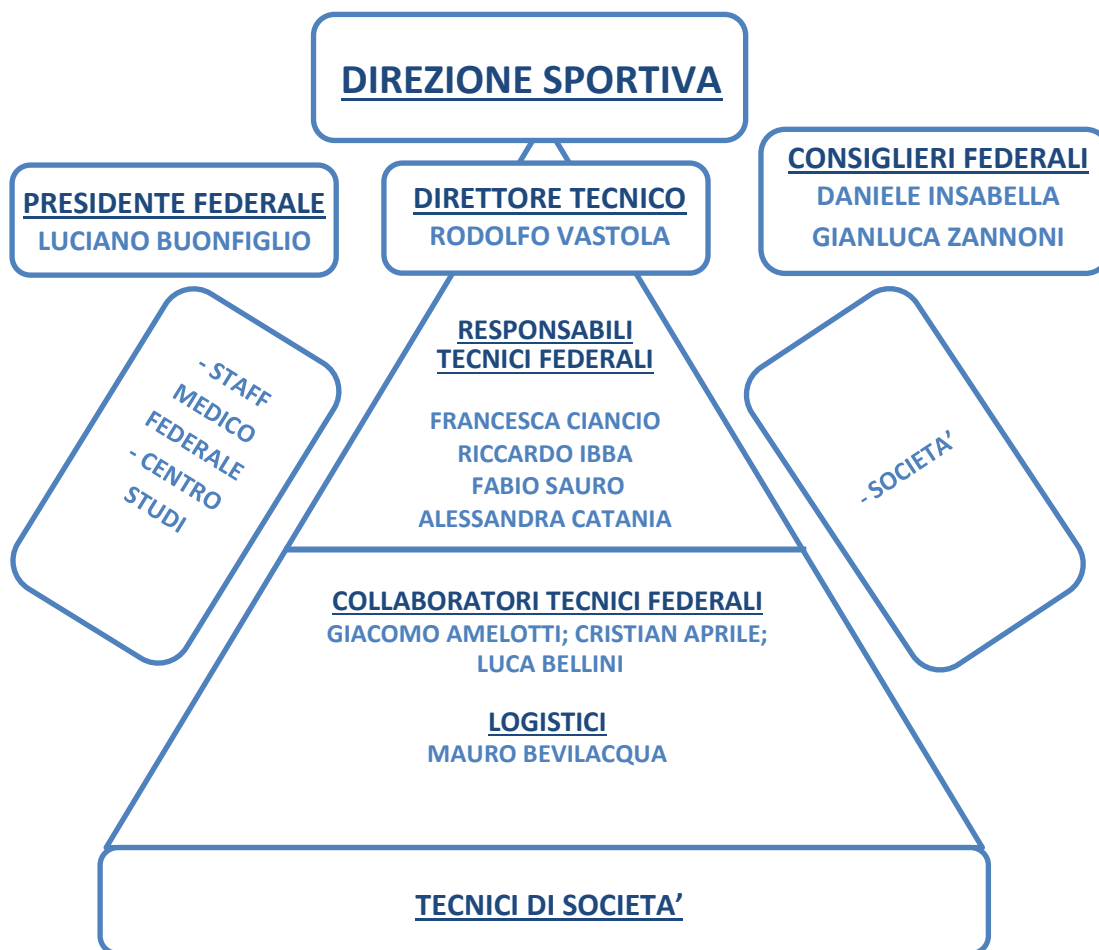 DIREZIONE SPORTIVA
PRESIDENTE FEDERALE
LUCIANO BUONFIGLIO
DIRETTORE TECNICO
RODOLFO VASTOLA
CONSIGLIERI FEDERALI
DANIELE INSABELLA
GIANLUCA ZANNONI
- STAFF
MEDICO
FEDERALE
- CENTRO
STUDI
RESPONSABILI
TECNICI FEDERALI
FRANCESCA CIANCIO
RICCARDO IBBA
FABIO SAURO
ALESSANDRA CATANIA
- SOCIETA’
COLLABORATORI TECNICI FEDERALI
GIACOMO AMELOTTI; CRISTIAN APRILE;
LUCA BELLINI
LOGISTICI
MAURO BEVILACQUA
TECNICI DI SOCIETA’